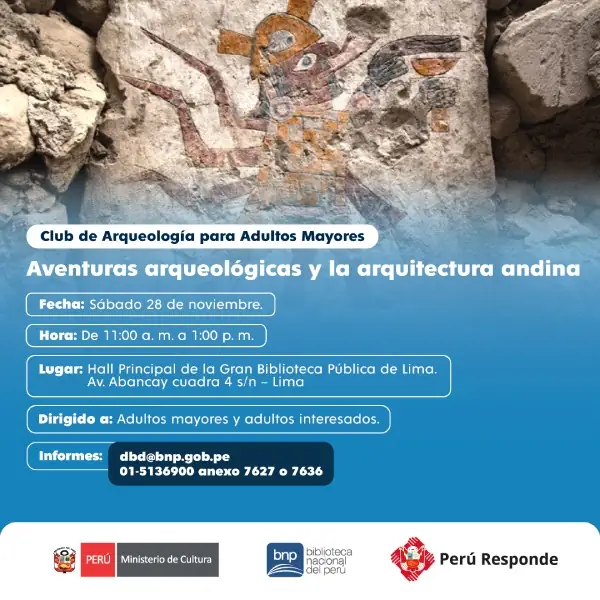 Club de Arqueología para Adultos Mayores
Aventuras arqueológicas y la arquitectura andina
Fecha: Sábado 28 de noviembre.
Hora: De 11:00 a. m. a 1:00 p. m.
Lugar: Hall Principal de la Gran Biblioteca Pública de Lima.
Av. Abancay cuadra 4 s/n – Lima
Dirigido a: Adultos mayores y adultos interesados.
Informes: dbd@bnp.gob.pe
01-5136900 anexo 7627 o 7636
PERÚ Ministerio de Cultura
bnp biblioteca
nacional
del perú
Perú Responde